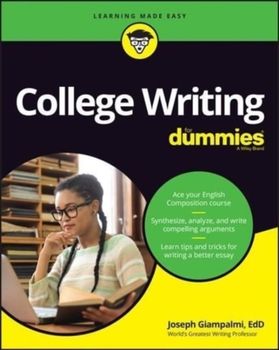 LEARNING MADE EASY
College Writing
for
dummies
A Wiley Brand
Ace your English
Composition course
Synthesize, analyze, and write
compelling arguments
Learn tips and tricks for
writing a better essay
Joseph Giampalmi, EdD
World's Greatest Writing Professor